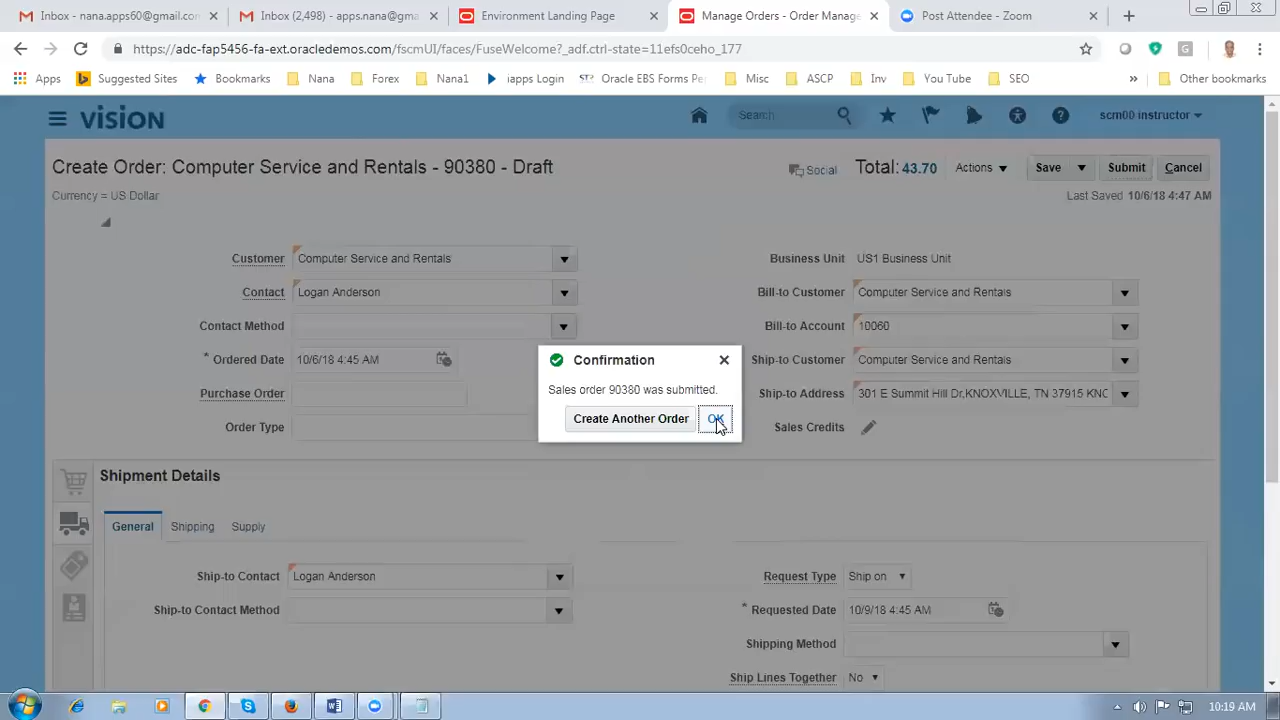 Inbox - nana.apps60@gmail.com
Inbox (2,498) - apps.nana@gm
Environment Landing Page
Manage Orders - Order Manage
Post Attendee - Zoom
https://adc-fap5456-fa-ext.oracledemos.com/fscmUI/faces/FuseWelcome?_adf.ctrl-state=11efs0ceho_177
Apps
Suggested Sites
Bookmarks
Nana
Forex
Nana1
iapps Login
Oracle EBS Forms Pe
Misc
ASCP
Inv
You Tube
SEO
Other bookmarks
VISION
Search
scm00 instructor
Create Order: Computer Service and Rentals - 90380 - Draft
Social
Total: 43.70
Actions
Save
Submit
Cancel
Currency = US Dollar
Last Saved 10/6/18 4:47 AM
Customer Computer Service and Rentals
Business Unit US1 Business Unit
Contact Logan Anderson
Bill-to Customer Computer Service and Rentals
Contact Method
Bill-to Account 10060
* Ordered Date 10/6/18 4:45 AM
Ship-to Customer Computer Service and Rentals
Purchase Order
Ship-to Address 301 E Summit Hill Dr,KNOXVILLE, TN 37915 KNC
Order Type
Sales Credits
Confirmation
Sales order 90380 was submitted.
Create Another Order
OK
Shipment Details
General
Shipping
Supply
Ship-to Contact Logan Anderson
Request Type Ship on
Ship-to Contact Method
* Requested Date 10/9/18 4:45 AM
Shipping Method
Ship Lines Together No
10:19 AM